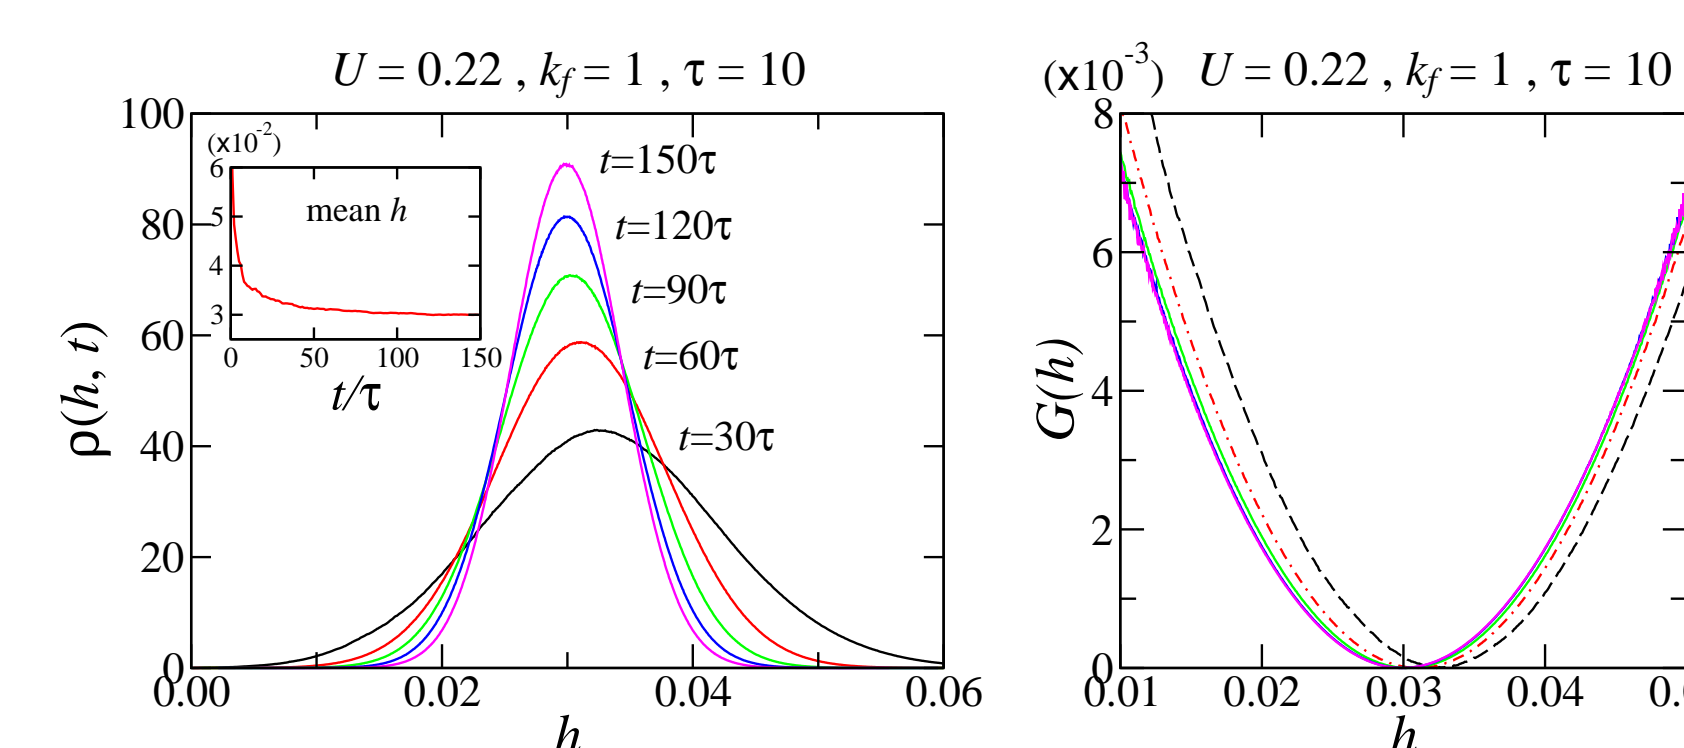 U = 0.22 , kf = 1 , τ = 10
100
80
60
40
20
0
0.00 0.02 0.04 0.06
ρ(h, t)
h
(x10-2)
6
5
4
3
0 50 100 150
t/τ
mean h
t=150τ
t=120τ
t=90τ
t=60τ
t=30τ
(x10-3) U = 0.22 , kf = 1 , τ = 10
8
6
4
2
0
0.01 0.02 0.03 0.04
G(h)
h